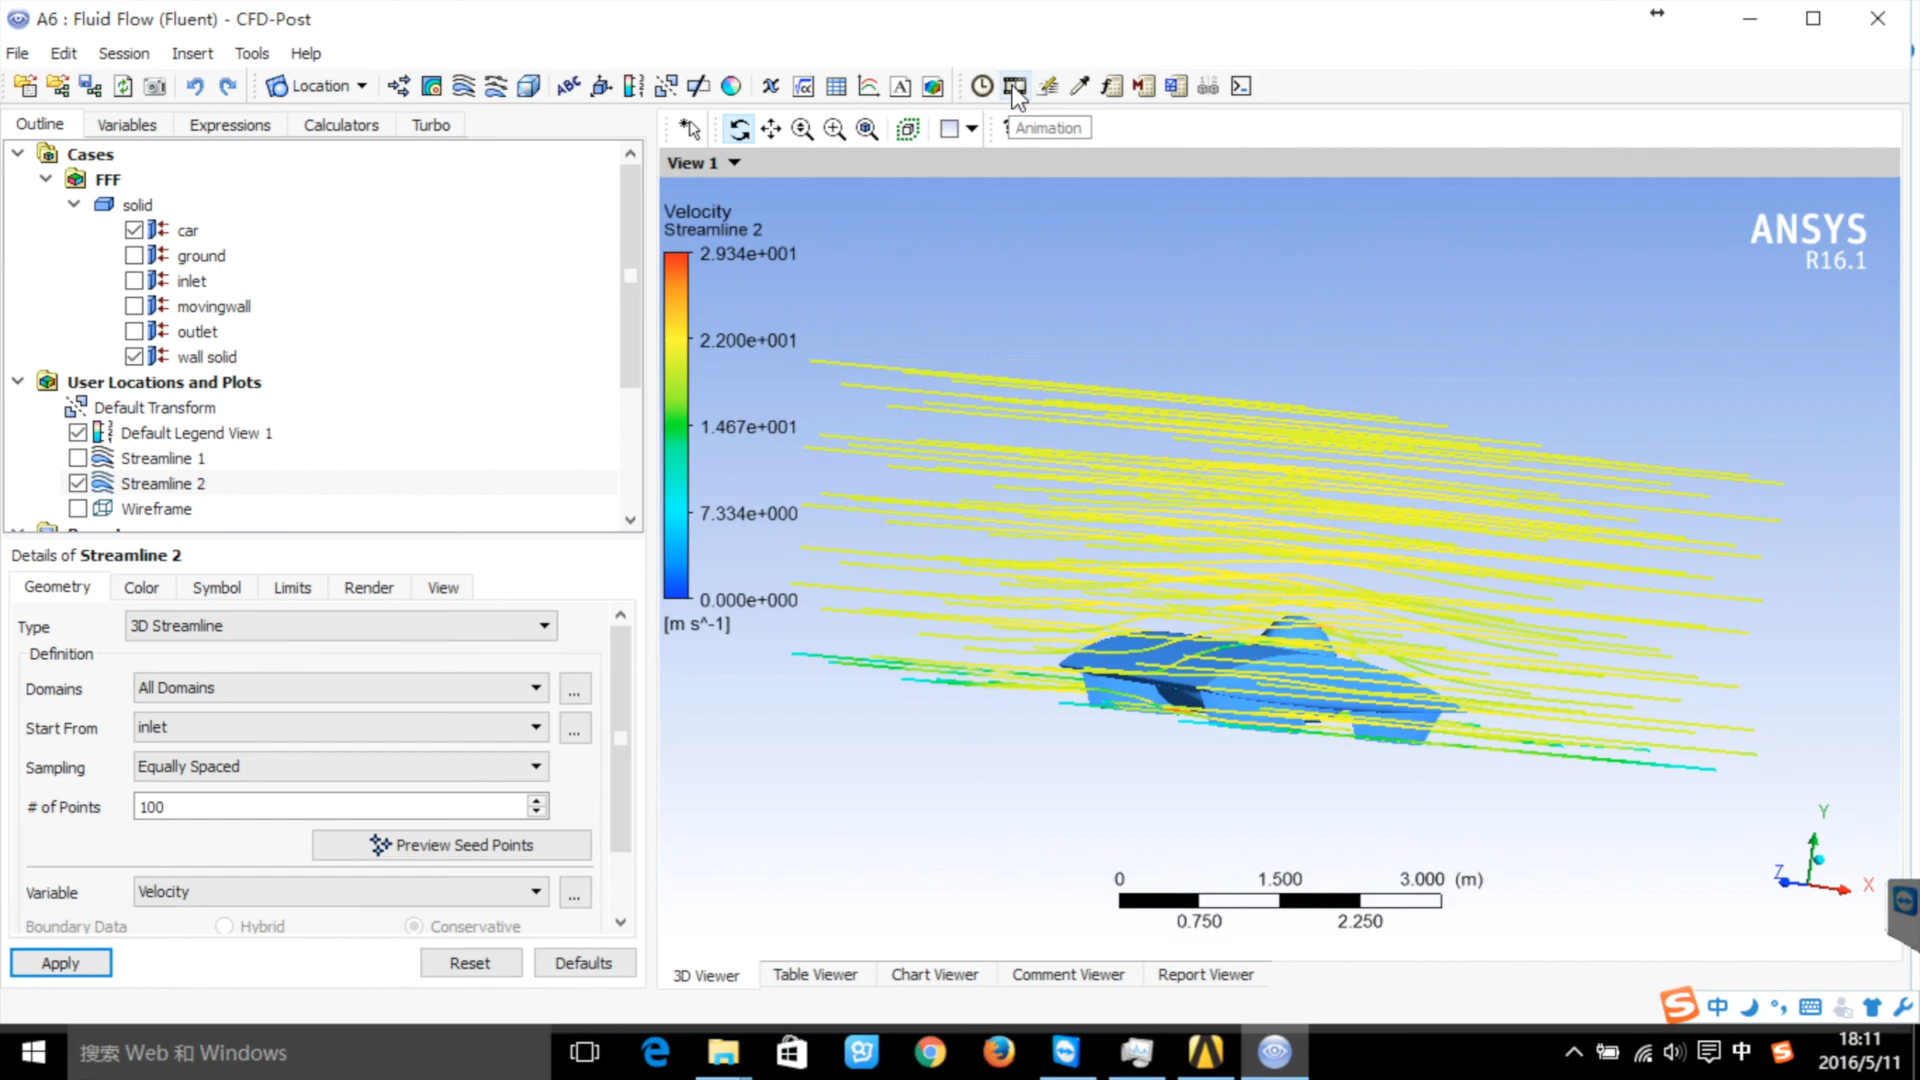 A6 : Fluid Flow (Fluent) - CFD-Post
File Edit Session Insert Tools Help
Location
Outline Variables Expressions Calculators Turbo
Animation
Cases
FFF
solid
car
ground
inlet
movingwall
outlet
wall solid
User Locations and Plots
Default Transform
Default Legend View 1
Streamline 1
Streamline 2
Wireframe
Details of Streamline 2
Geometry Color Symbol Limits Render View
Type 3D Streamline
Definition
Domains All Domains ...
Start From inlet ...
Sampling Equally Spaced
# of Points 100
Preview Seed Points
Variable Velocity ...
Boundary Data Hybrid Conservative
Apply Reset Defaults
View 1
Velocity
Streamline 2
2.934e+001
2.200e+001
1.467e+001
7.334e+000
0.000e+000
[m s^-1]
ANSYS
R16.1
0 1.500 3.000 (m)
0.750 2.250
Y
Z
X
3D Viewer Table Viewer Chart Viewer Comment Viewer Report Viewer
中
搜索 Web 和 Windows
中
18:11
2016/5/11